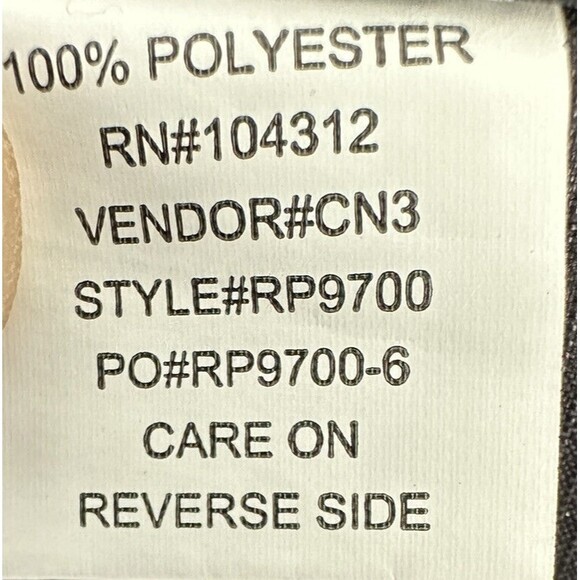 100% POLYESTER
RN#104312
VENDOR#CN3
STYLE#RP9700
PO#RP9700-6
CARE ON
REVERSE SIDE